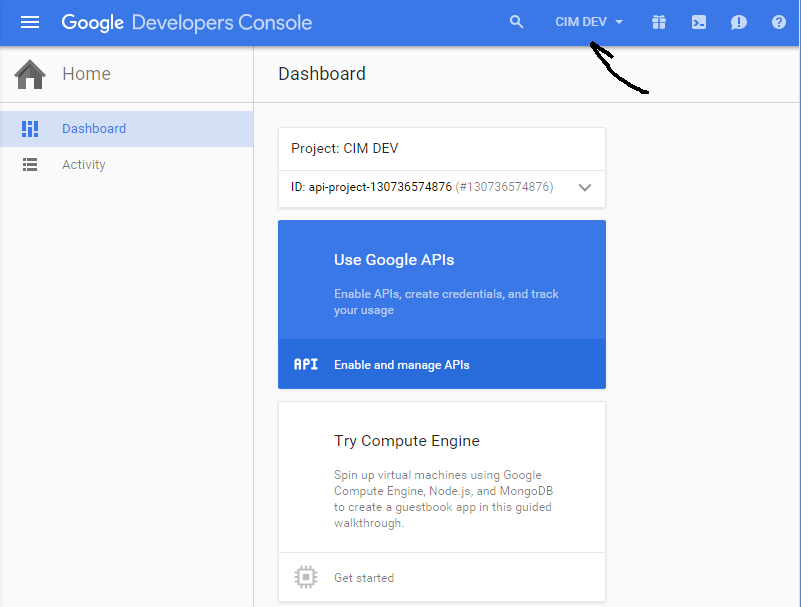 Google Developers Console
CIM DEV
Home
Dashboard
Dashboard
Activity
Project: CIM DEV
ID: api-project-130736574876 (#130736574876)
Use Google APIs
Enable APIs, create credentials, and track
your usage
API
Enable and manage APIs
Try Compute Engine
Spin up virtual machines using Google
Compute Engine, Node.js, and MongoDB
to create a guestbook app in this guided
walkthrough.
Get started